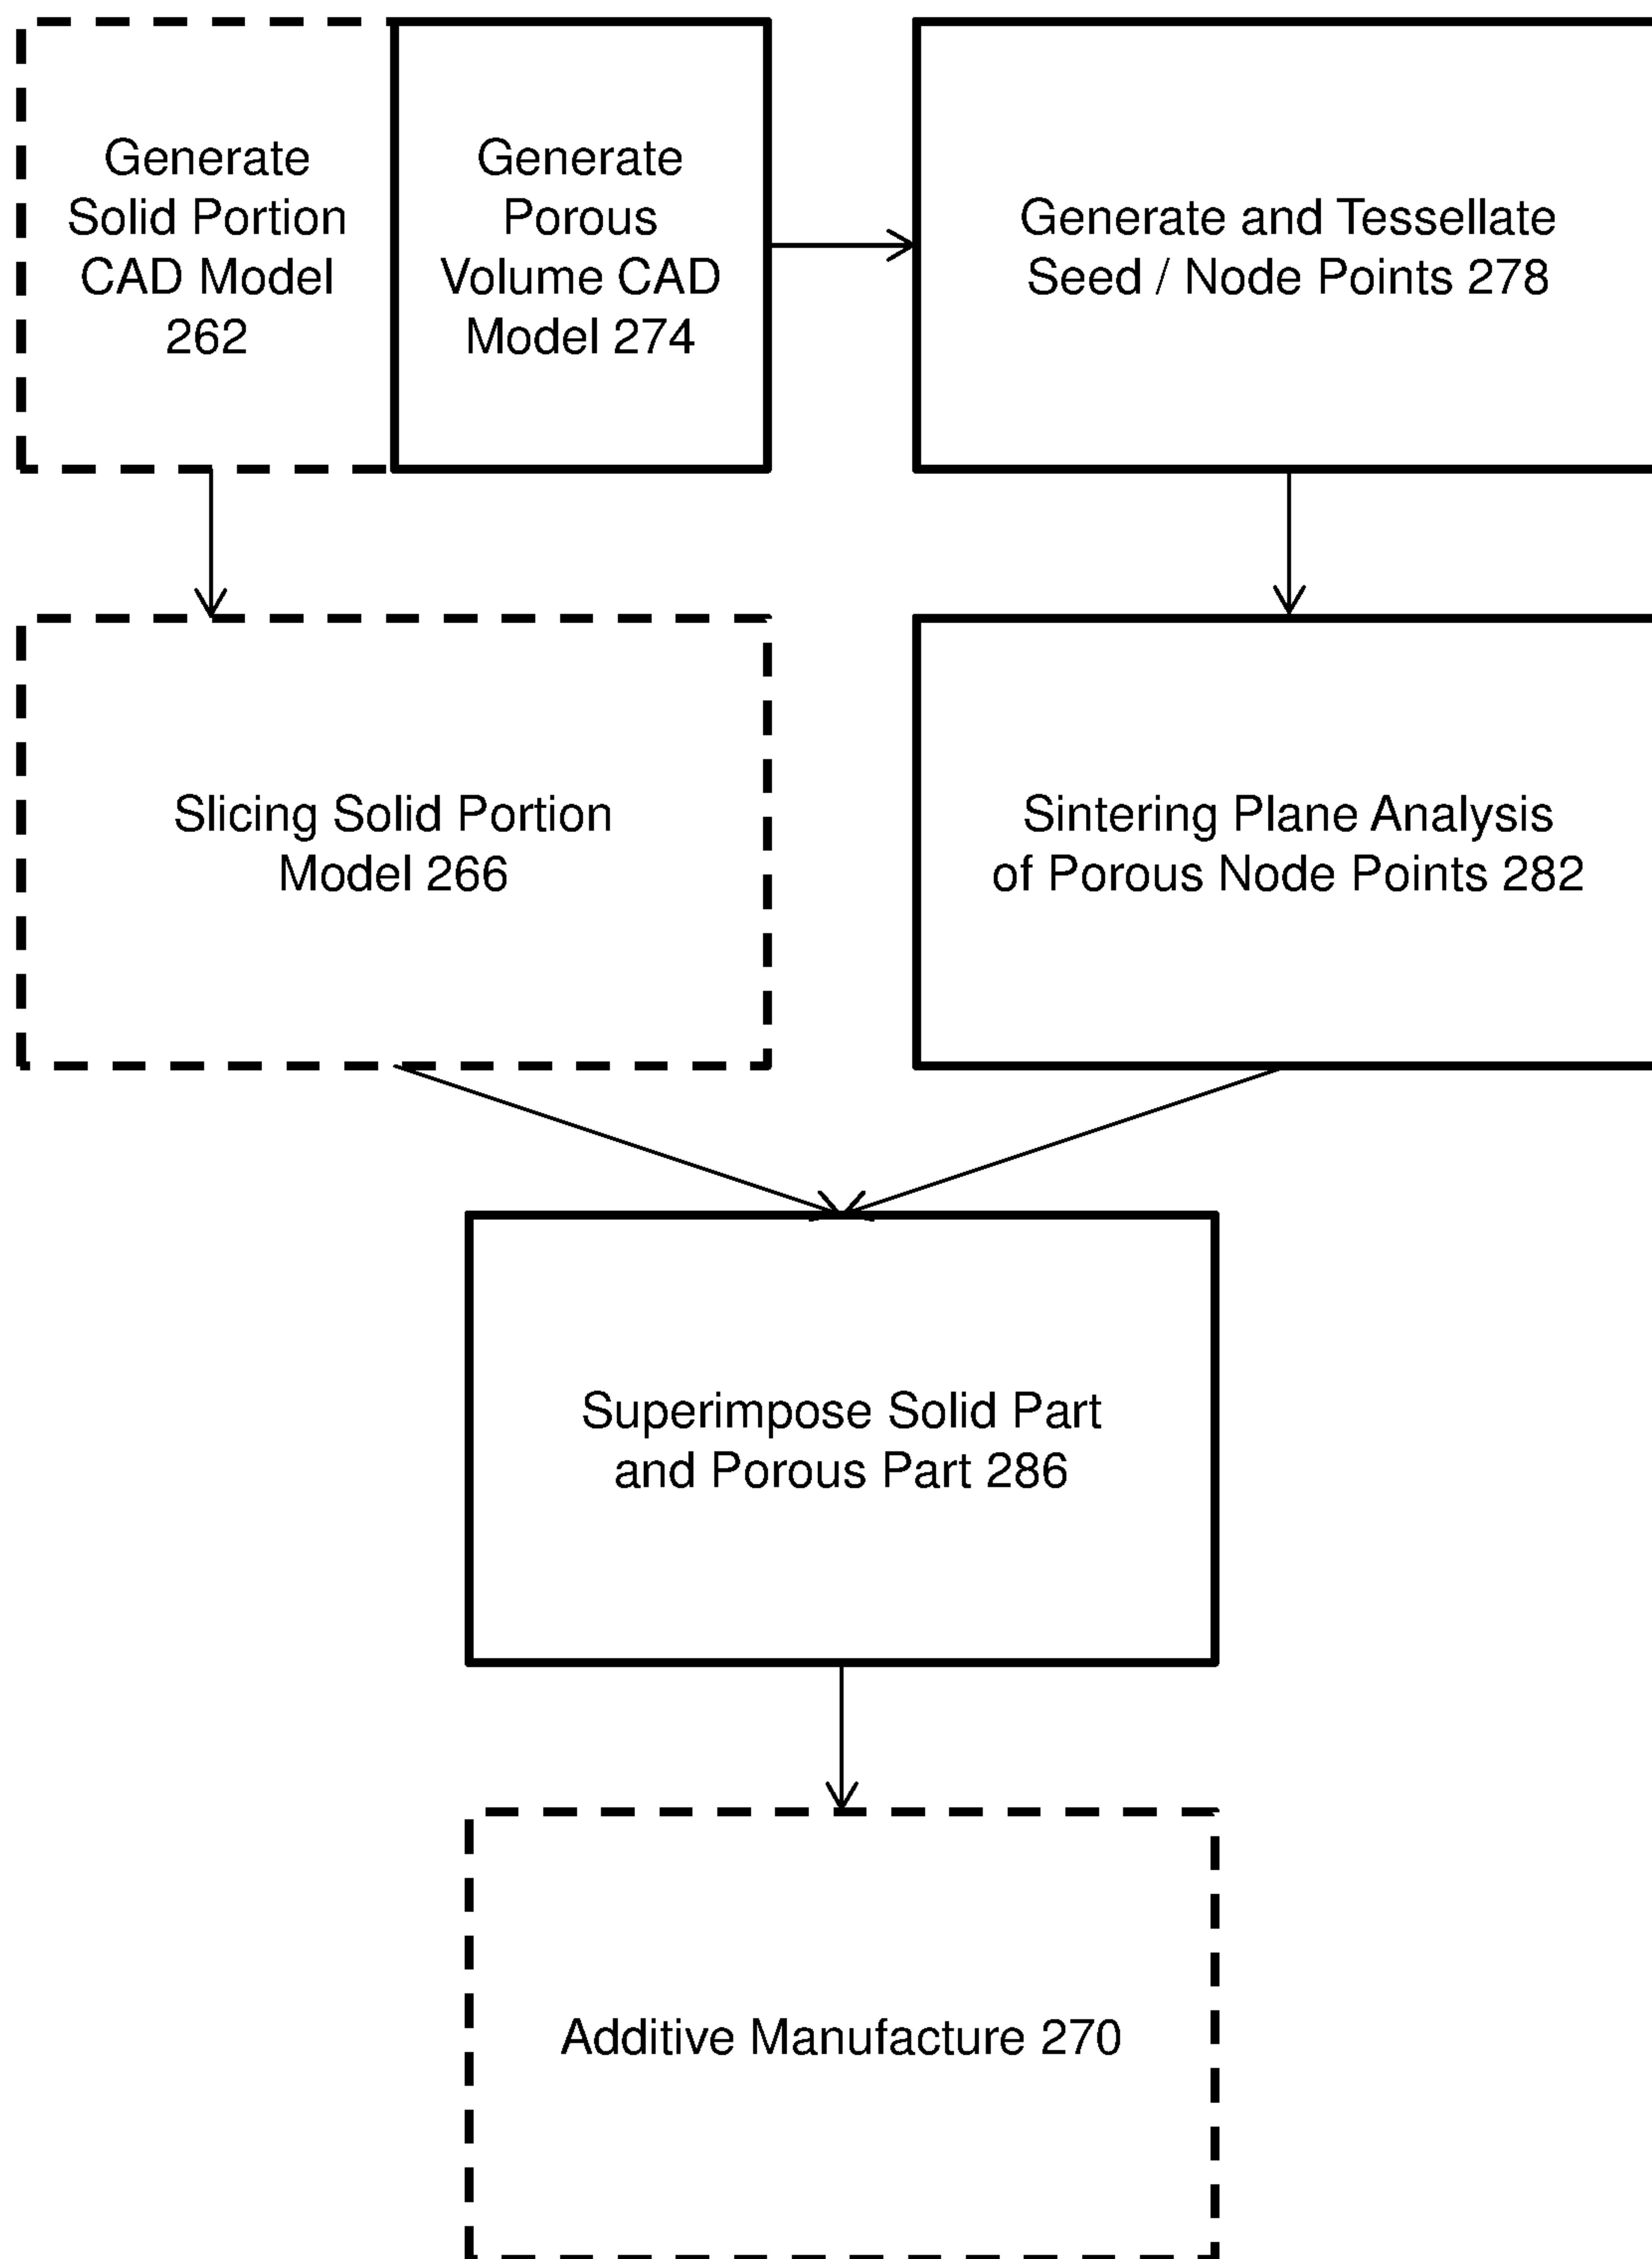 Generate
Solid Portion
CAD Model
262
Generate
Porous
Volume CAD
Model 274
Generate and Tessellate
Seed / Node Points 278
Slicing Solid Portion
Model 266
Sintering Plane Analysis
of Porous Node Points 282
Superimpose Solid Part
and Porous Part 286
Additive Manufacture 270